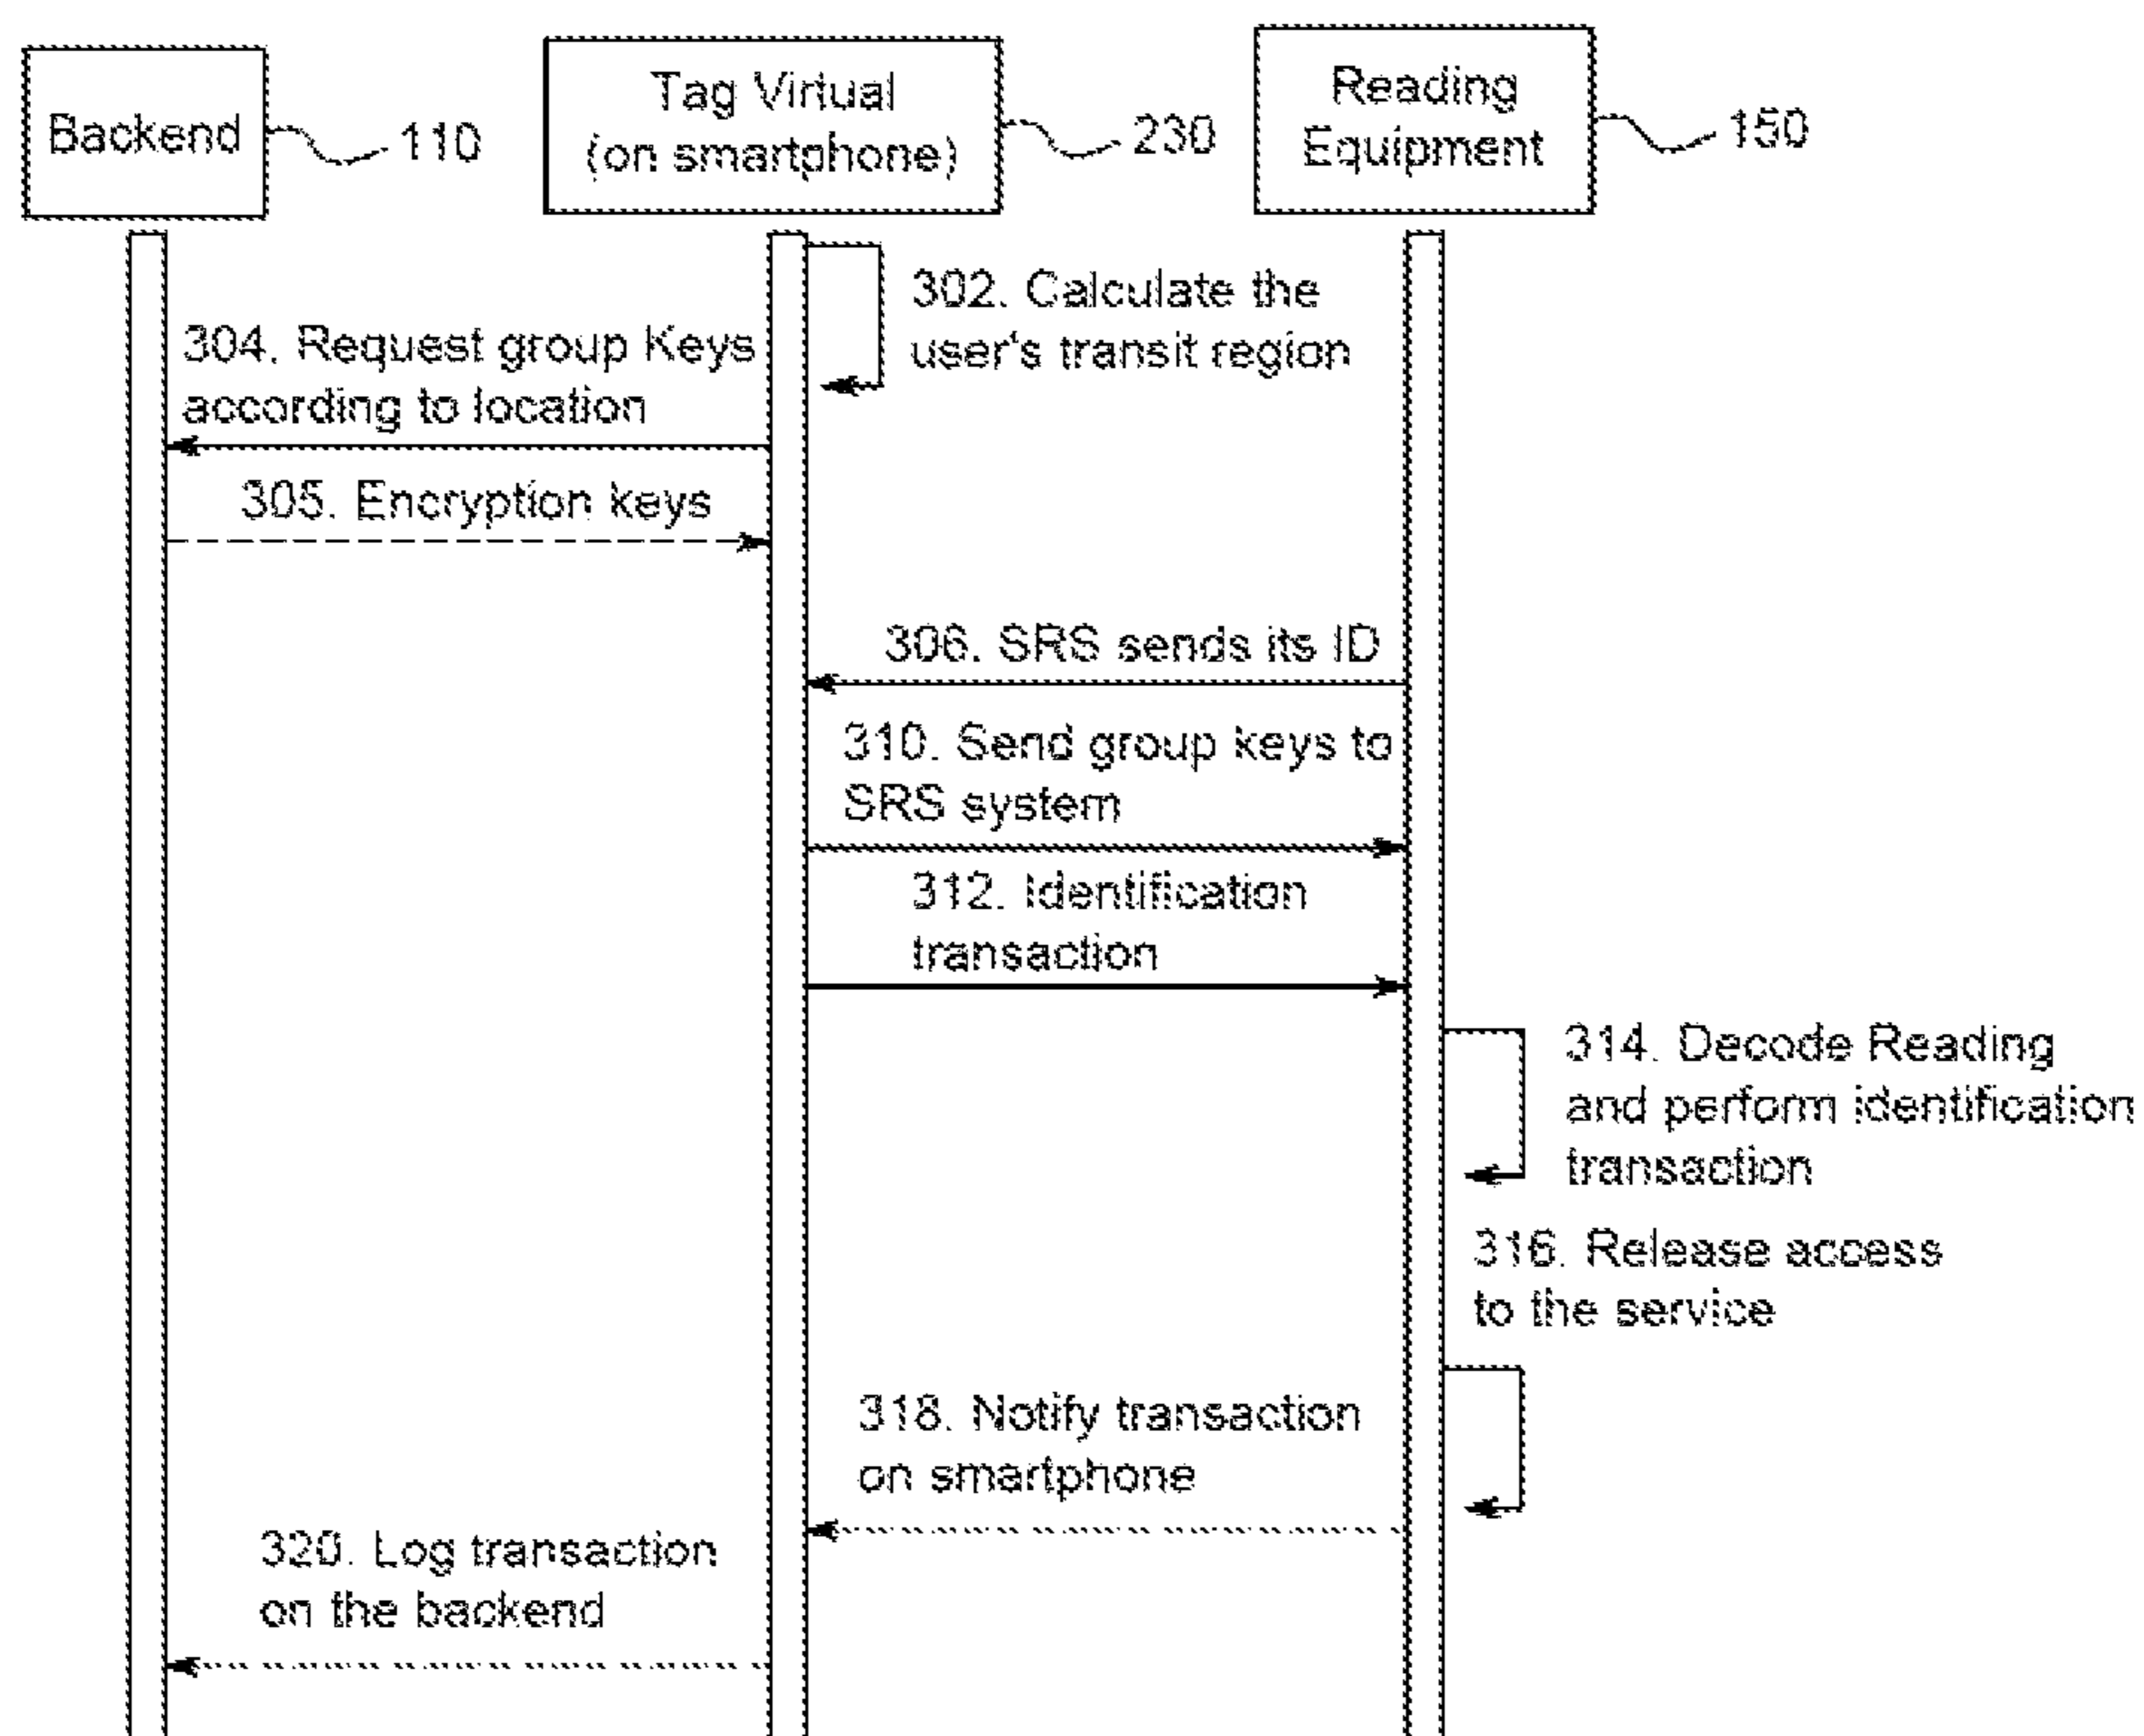 Backend
110
Tag Virtual
(on smartphone)
230
Reading
Equipment
150
302. Calculate the
user's transit region
304. Request group Keys
according to location
305. Encryption keys
306. SRS sends its ID
310. Send group keys to
SRS system
312. Identification
transaction
314. Decode Reading
and perform identification
transaction
316. Release access
to the service
318. Notify transaction
on smartphone
320. Log transaction
on the backend